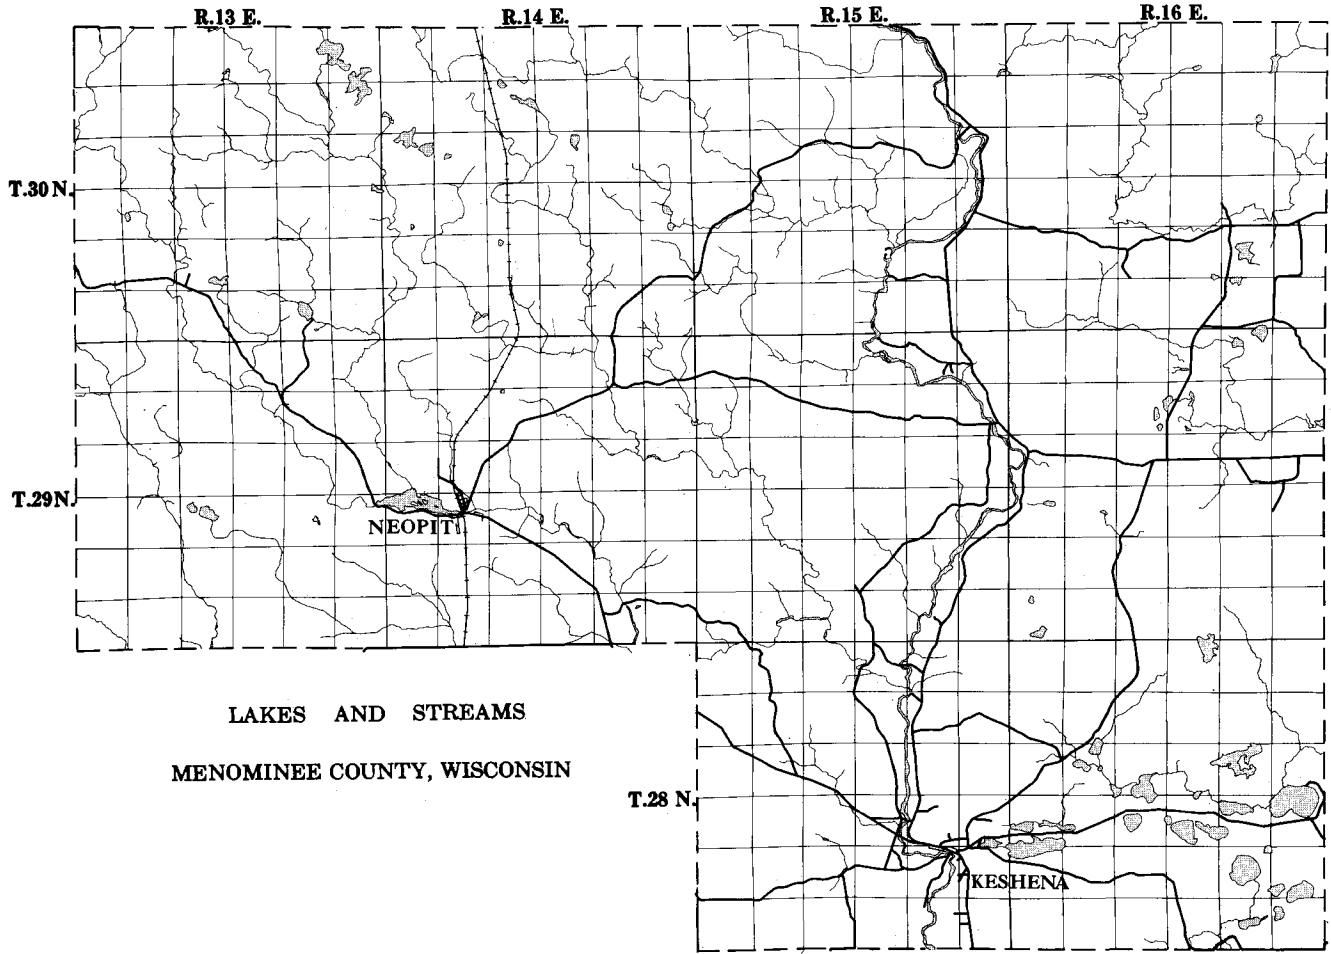 R.13 E. R.14 E. R.15 E. R.16 E.
T.30 N.
T.29 N.
NEOPIT
LAKES AND STREAMS
MENOMINEE COUNTY, WISCONSIN
T.28 N.
KESHENA